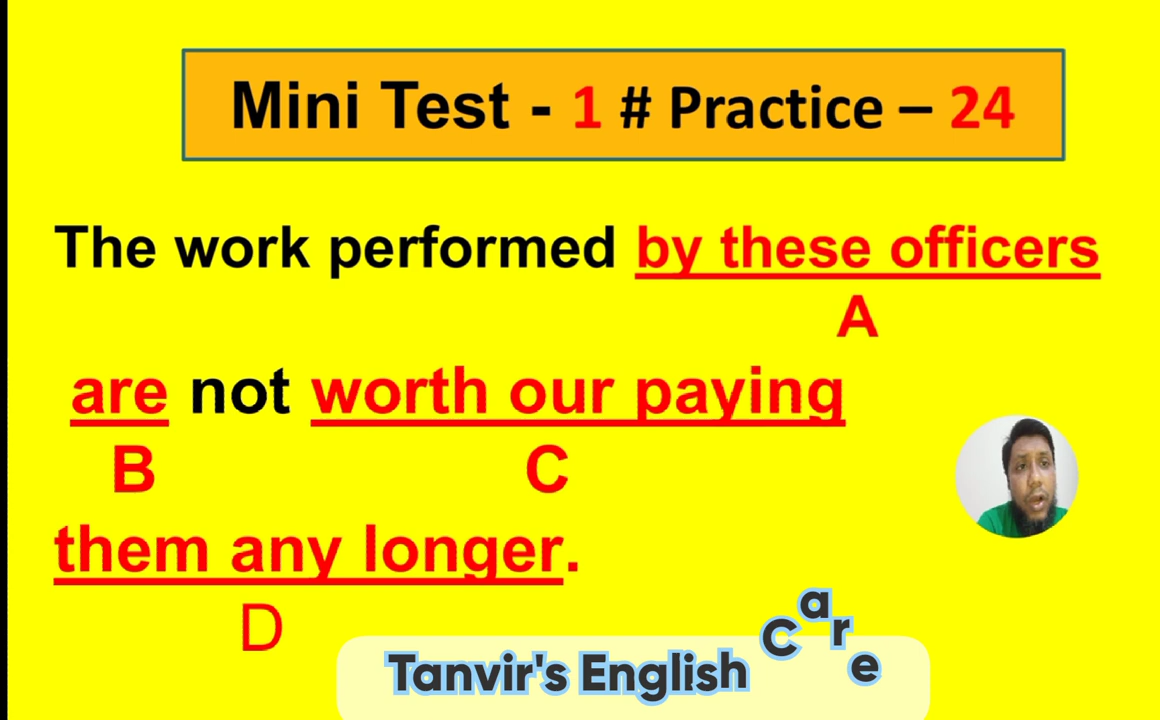 Mini Test - 1 # Practice – 24
The work performed by these officers
A
are not worth our paying
B C
them any longer.
D
Tanvir's English Care